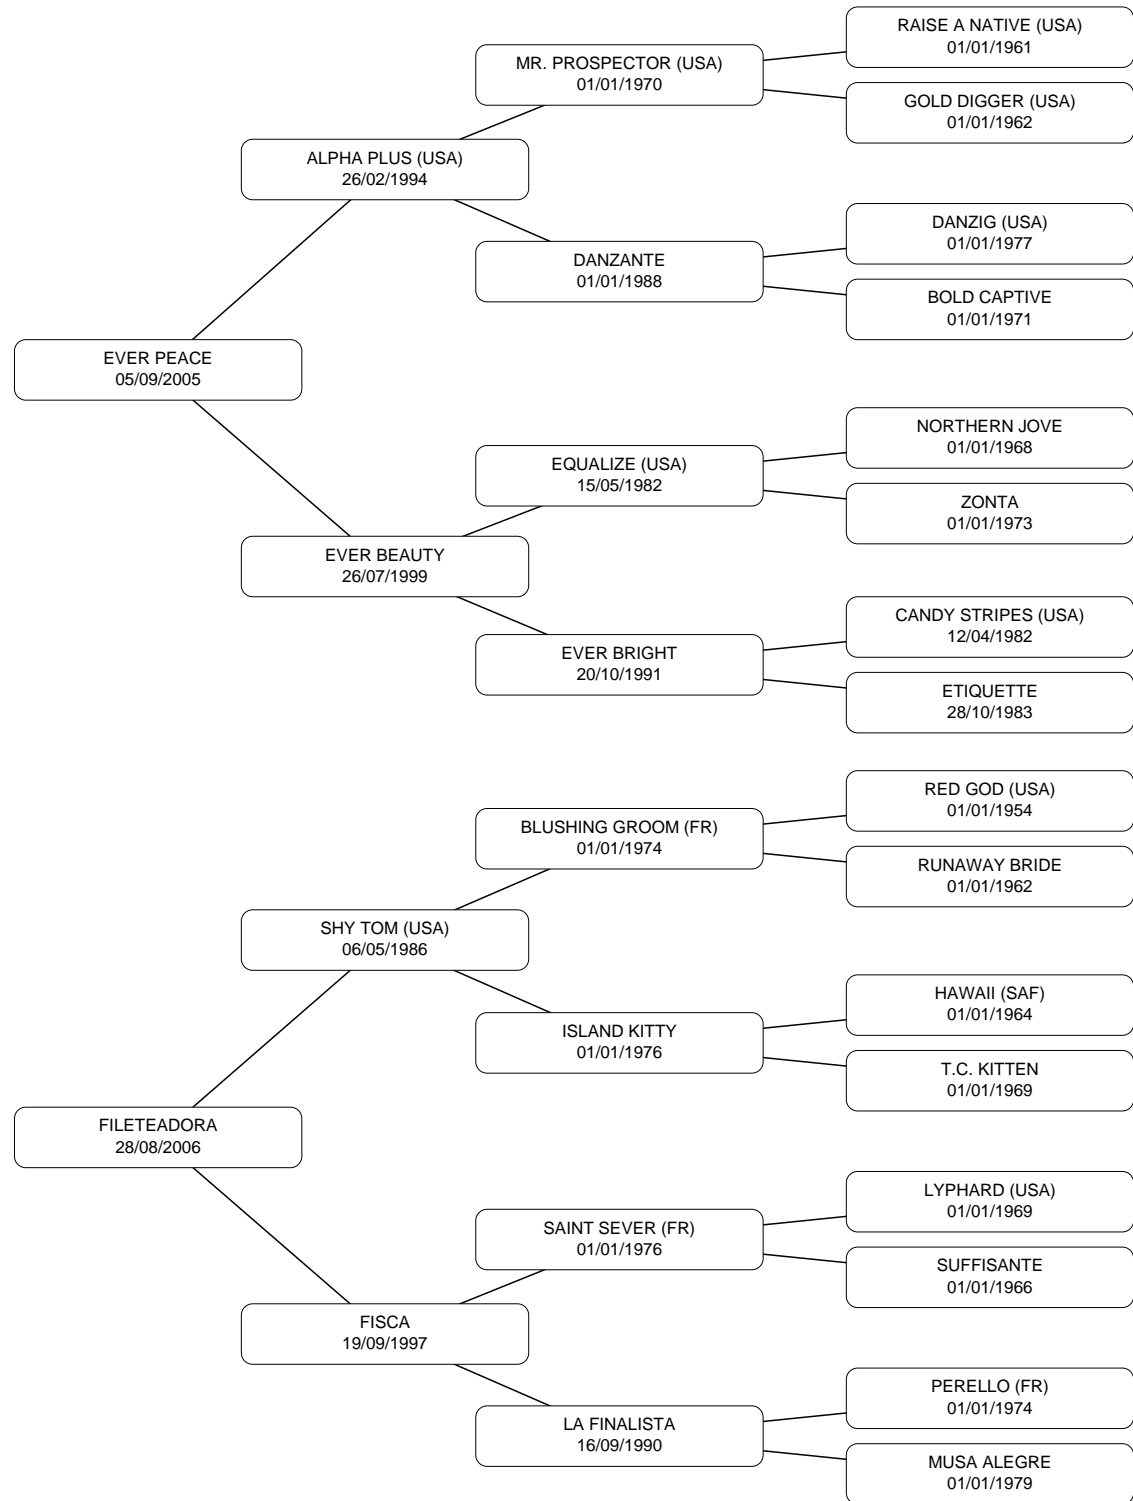 RAISE A NATIVE (USA)
01/01/1961
MR. PROSPECTOR (USA)
01/01/1970
GOLD DIGGER (USA)
01/01/1962
ALPHA PLUS (USA)
26/02/1994
DANZIG (USA)
01/01/1977
DANZANTE
01/01/1988
BOLD CAPTIVE
01/01/1971
EVER PEACE
05/09/2005
NORTHERN JOVE
01/01/1968
EQUALIZE (USA)
15/05/1982
ZONTA
01/01/1973
EVER BEAUTY
26/07/1999
CANDY STRIPES (USA)
12/04/1982
EVER BRIGHT
20/10/1991
ETIQUETTE
28/10/1983
RED GOD (USA)
01/01/1954
BLUSHING GROOM (FR)
01/01/1974
RUNAWAY BRIDE
01/01/1962
SHY TOM (USA)
06/05/1986
HAWAII (SAF)
01/01/1964
ISLAND KITTY
01/01/1976
T.C. KITTEN
01/01/1969
FILETEADORA
28/08/2006
LYPHARD (USA)
01/01/1969
SAINT SEVER (FR)
01/01/1976
SUFFISANTE
01/01/1966
FISCA
19/09/1997
PERELLO (FR)
01/01/1974
LA FINALISTA
16/09/1990
MUSA ALEGRE
01/01/1979